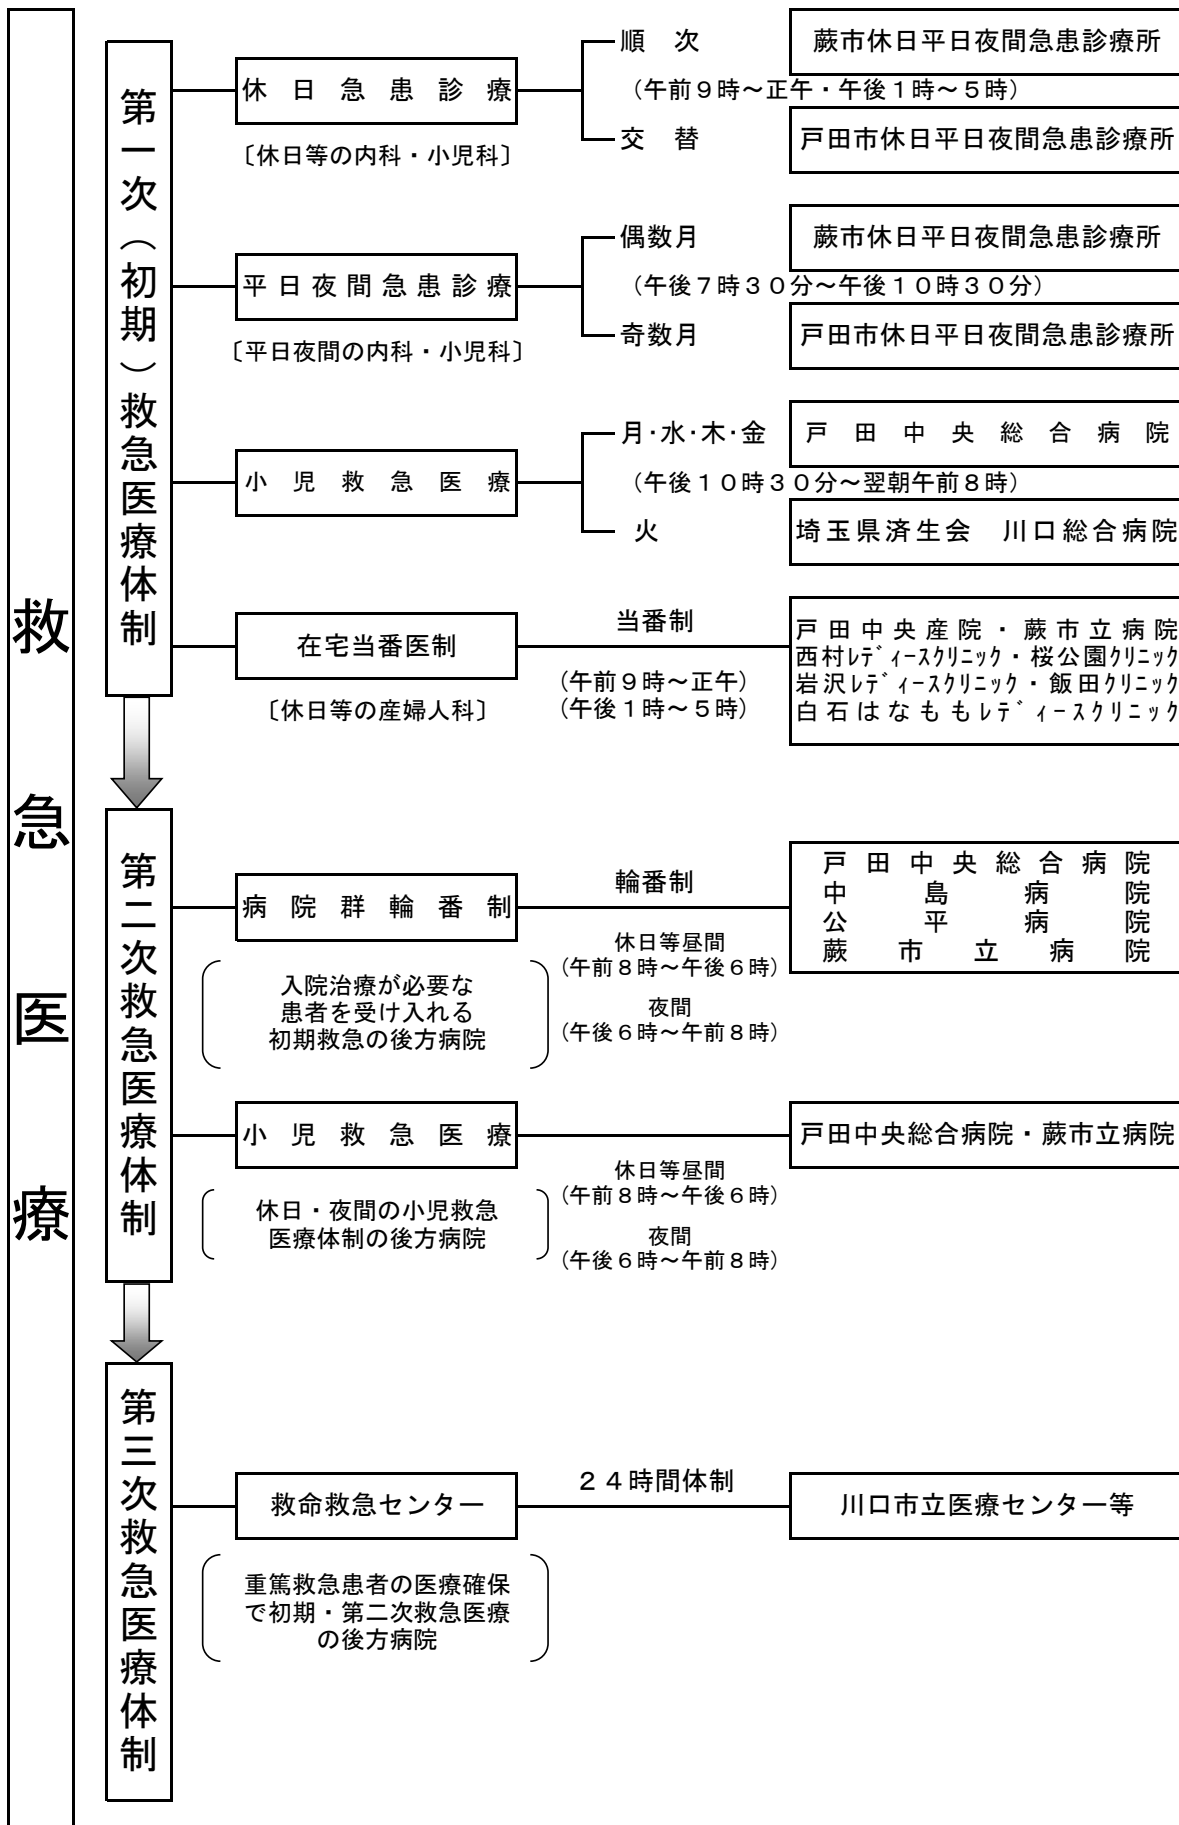 救急医療
第一次（初期）救急医療体制
休日急患診療
〔休日等の内科・小児科〕
順次
蕨市休日平日夜間急患診療所
（午前９時～正午・午後１時～５時）
交替
戸田市休日平日夜間急患診療所
平日夜間急患診療
〔平日夜間の内科・小児科〕
偶数月
蕨市休日平日夜間急患診療所
（午後７時３０分～午後１０時３０分）
奇数月
戸田市休日平日夜間急患診療所
小児救急医療
月･水･木･金
戸田中央総合病院
（午後１０時３０分～翌朝午前８時）
火
埼玉県済生会　川口総合病院
在宅当番医制
〔休日等の産婦人科〕
当番制
（午前９時～正午）
（午後１時～５時）
戸田中央産院・蕨市立病院
西村ﾚﾃﾞｨｰｽｸﾘﾆｯｸ・桜公園ｸﾘﾆｯｸ
岩沢ﾚﾃﾞｨｰｽｸﾘﾆｯｸ・飯田ｸﾘﾆｯｸ
白石はなももﾚﾃﾞｨｰｽｸﾘﾆｯｸ
第二次救急医療体制
病院群輪番制
入院治療が必要な
患者を受け入れる
初期救急の後方病院
輪番制
休日等昼間
（午前８時～午後６時）
夜間
（午後６時～午前８時）
戸田中央総合病院
中島病院
公平病院
蕨市立病院
小児救急医療
休日・夜間の小児救急
医療体制の後方病院
休日等昼間
（午前８時～午後６時）
夜間
（午後６時～午前８時）
戸田中央総合病院・蕨市立病院
第三次救急医療体制
救命救急センター
重篤救急患者の医療確保
で初期・第二次救急医療
の後方病院
２４時間体制
川口市立医療センター等